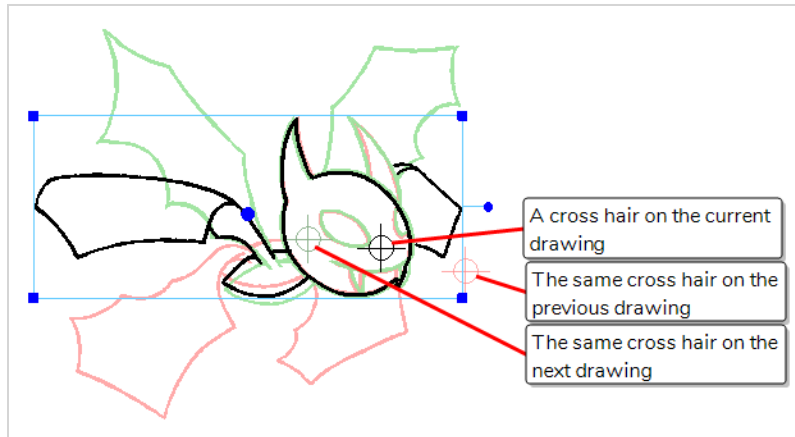 A cross hair on the current
drawing
The same cross hair on the
previous drawing
The same cross hair on the
next drawing